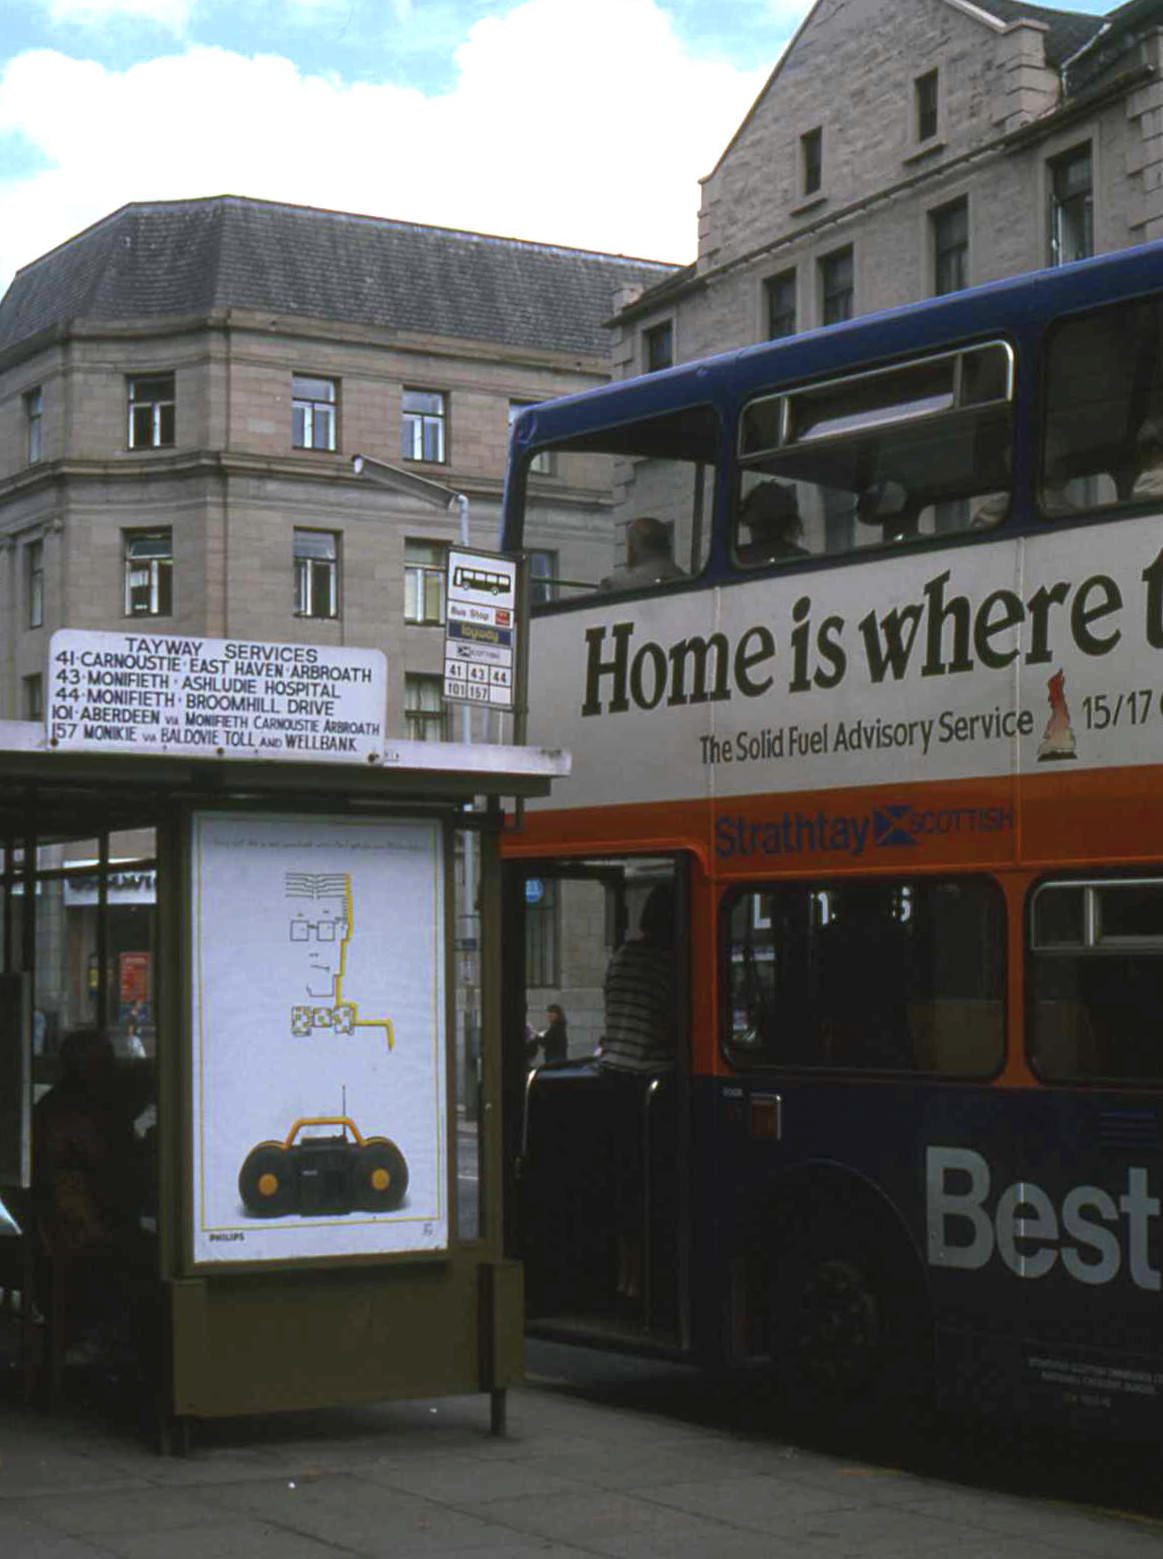 TAYWAY SERVICES
41·CARNOUSTIE·EAST HAVEN·ARBROATH
43·MONIFIETH·ASHLUDIE HOSPITAL
44·MONIFIETH·BROOMHILL DRIVE
101·ABERDEEN VIA MONIFIETH CARNOUSTIE ARBROATH
157 MONIKIE VIA BALDOVIE TOLL AND WELLBANK
Bus Stop
Tayway
SCOTTISH
41 43 44
101 157
Home is where t
The Solid Fuel Advisory Service 15/17
Strathtay SCOTTISH
Best
PHILIPS